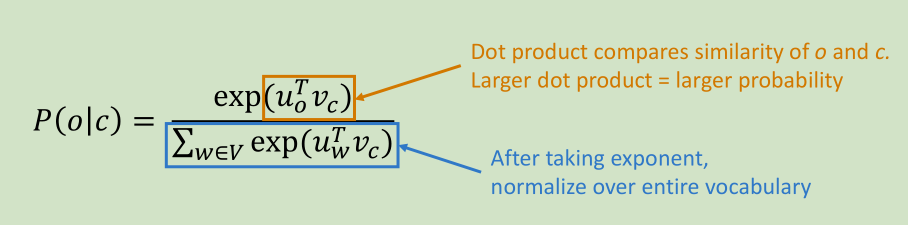 Dot product compares similarity of o and c.
Larger dot product = larger probability
P(o|c) = exp(u_o^T v_c) / ∑_{w∈V} exp(u_w^T v_c)
After taking exponent,
normalize over entire vocabulary